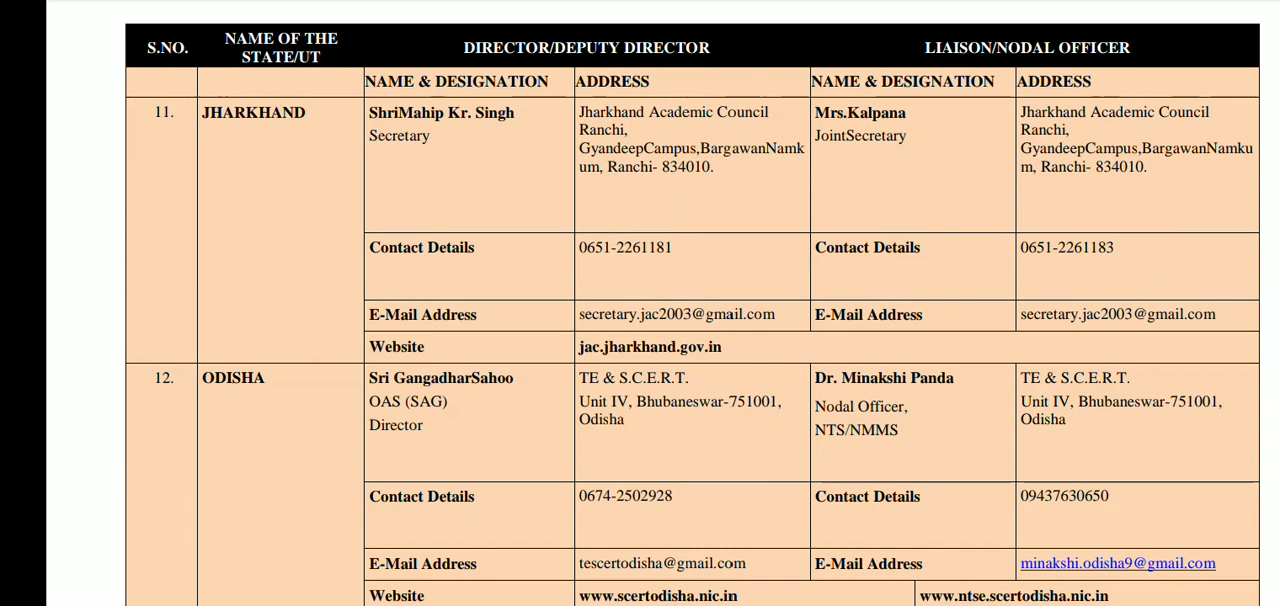 S.NO. NAME OF THE STATE/UT DIRECTOR/DEPUTY DIRECTOR LIAISON/NODAL OFFICER
NAME & DESIGNATION ADDRESS NAME & DESIGNATION ADDRESS
11. JHARKHAND ShriMahip Kr. Singh Jharkhand Academic Council Mrs.Kalpana Jharkhand Academic Council
Secretary Ranchi, JointSecretary Ranchi,
GyandeepCampus,BargawanNamk GyandeepCampus,BargawanNamku
um, Ranchi- 834010. m, Ranchi- 834010.
Contact Details 0651-2261181 Contact Details 0651-2261183
E-Mail Address secretary.jac2003@gmail.com E-Mail Address secretary.jac2003@gmail.com
Website jac.jharkhand.gov.in
12. ODISHA Sri GangadharSahoo TE & S.C.E.R.T. Dr. Minakshi Panda TE & S.C.E.R.T.
OAS (SAG) Unit IV, Bhubaneswar-751001, Nodal Officer, Unit IV, Bhubaneswar-751001,
Director Odisha NTS/NMMS Odisha
Contact Details 0674-2502928 Contact Details 09437630650
E-Mail Address tescertodisha@gmail.com E-Mail Address minakshi.odisha9@gmail.com
Website www.scertodisha.nic.in www.ntse.scertodisha.nic.in